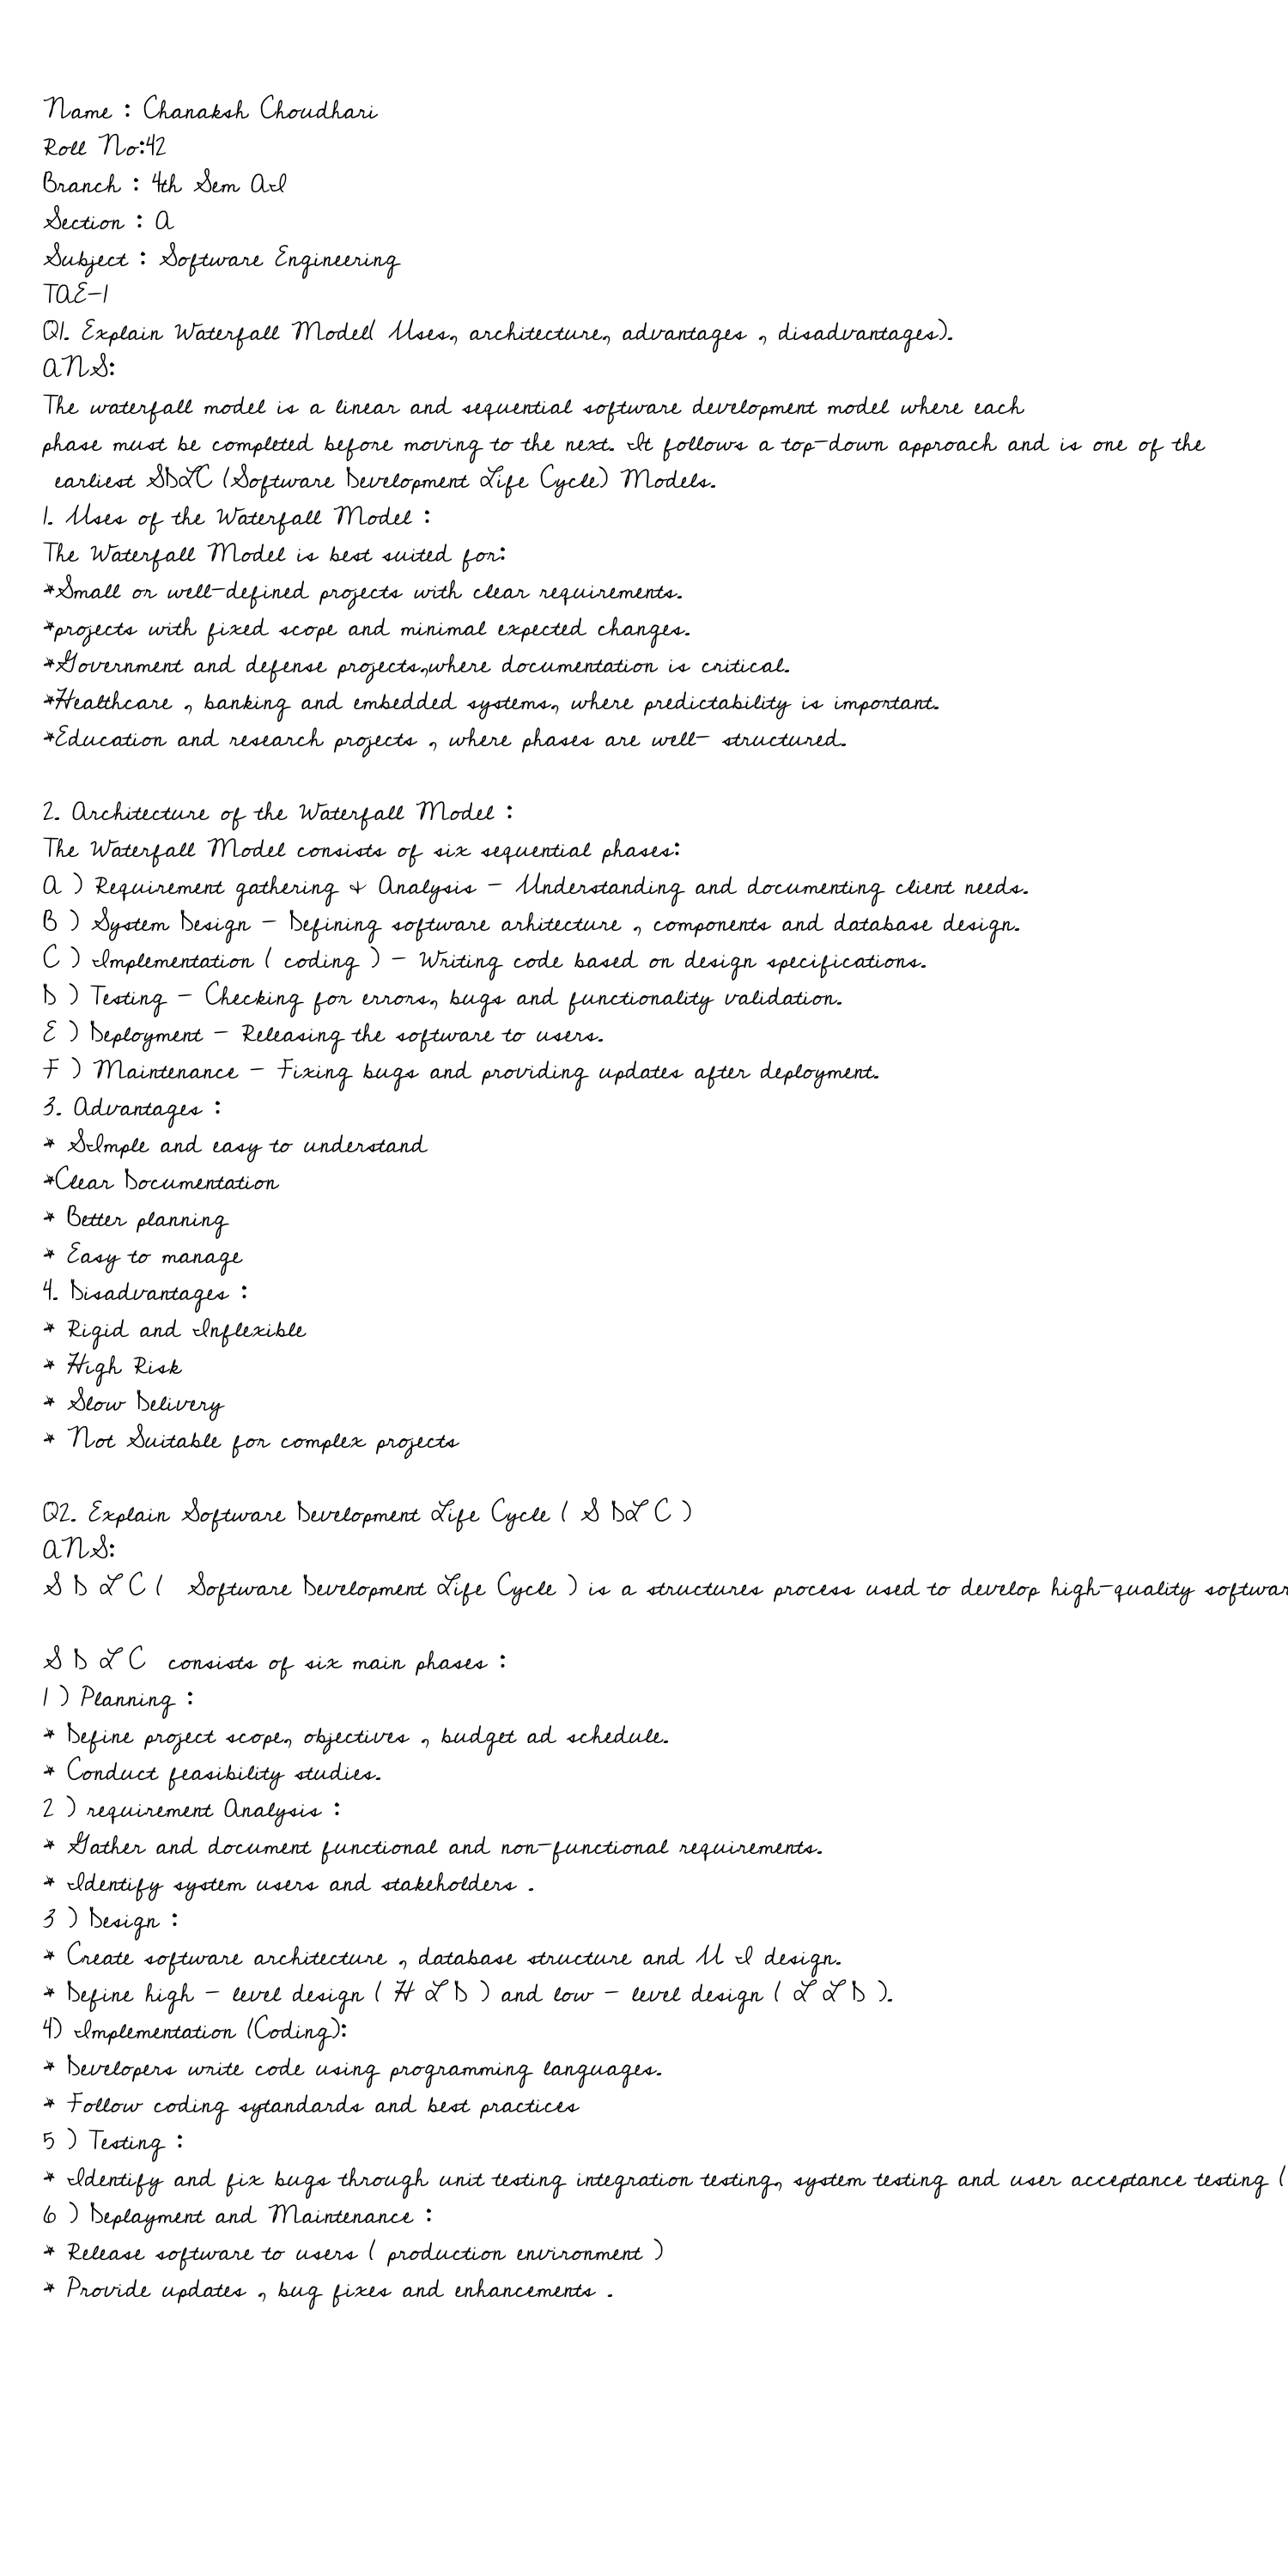 Name : Chanaksh Choudhari
Roll No:42
Branch : 4th Sem AI
Section : A
Subject : Software Engineering
TAE-1
Q1. Explain Waterfall Model( Uses, architecture, advantages , disadvantages).
ANS:
The waterfall model is a linear and sequential software development model where each
phase must be completed before moving to the next. It follows a top-down approach and is one of the
earliest SDLC (Software Development Life Cycle) Models.
1. Uses of the Waterfall Model :
The Waterfall Model is best suited for:
*Small or well-defined projects with clear requirements.
*projects with fixed scope and minimal expected changes.
*Government and defense projects,where documentation is critical.
*Healthcare , banking and embedded systems, where predictability is important.
*Education and research projects , where phases are well- structured.
2. Architecture of the Waterfall Model :
The Waterfall Model consists of six sequential phases:
A ) Requirement gathering & Analysis - Understanding and documenting client needs.
B ) System Design - Defining software arhitecture , components and database design.
C ) Implementation ( coding ) - Writing code based on design specifications.
D ) Testing - Checking for errors, bugs and functionality validation.
E ) Deployment - Releasing the software to users.
F ) Maintenance - Fixing bugs and providing updates after deployment.
3. Advantages :
* SImple and easy to understand
*Clear Documentation
* Better planning
* Easy to manage
4. Disadvantages :
* Rigid and Inflexible
* High Risk
* Slow Delivery
* Not Suitable for complex projects
Q2. Explain Software Development Life Cycle ( S DL C )
ANS:
S D L C ( Software Development Life Cycle ) is a structures process used to develop high-quality softwar
S D L C consists of six main phases :
1 ) Planning :
* Define project scope, objectives , budget ad schedule.
* Conduct feasibility studies.
2 ) requirement Analysis :
* Gather and document functional and non-functional requirements.
* Identify system users and stakeholders .
3 ) Design :
* Create software architecture , database structure and U I design.
* Define high - level design ( H L D ) and low - level design ( L L D ).
4) Implementation (Coding):
* Developers write code using programming languages.
* Follow coding sytandards and best practices
5 ) Testing :
* Identify and fix bugs through unit testing integration testing, system testing and user acceptance testing (
6 ) Deplayment and Maintenance :
* Release software to users ( production environment )
* Provide updates , bug fixes and enhancements .